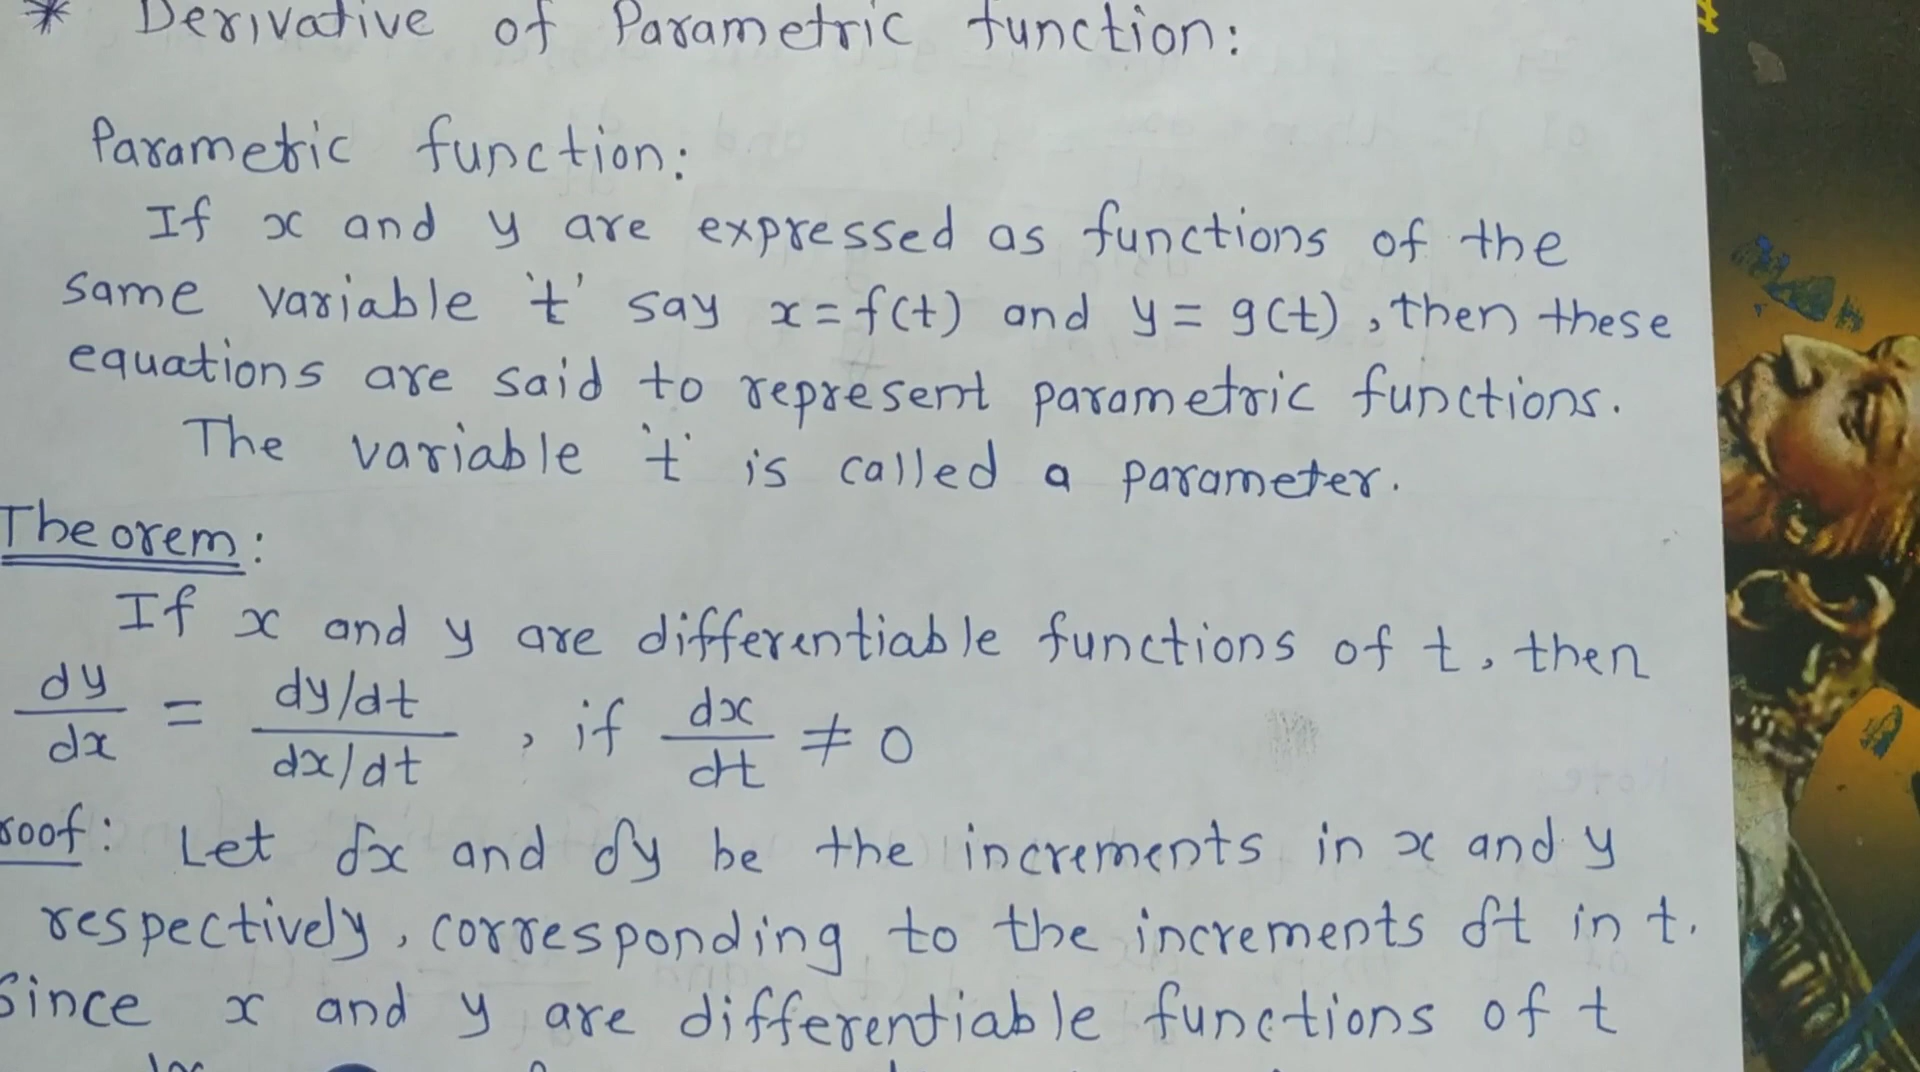 * Derivative of Parametric function:
Parametric function:
If x and y are expressed as functions of the
same variable 't' say x = f(t) and y = g(t), then these
equations are said to represent parametric functions.
The variable 't' is called a parameter.
Theorem:
If x and y are differentiable functions of t, then
dy/dx = (dy/dt)/(dx/dt), if dx/dt ≠ 0
roof: Let δx and δy be the increments in x and y
respectively, corresponding to the increments δt in t.
Since x and y are differentiable functions of t